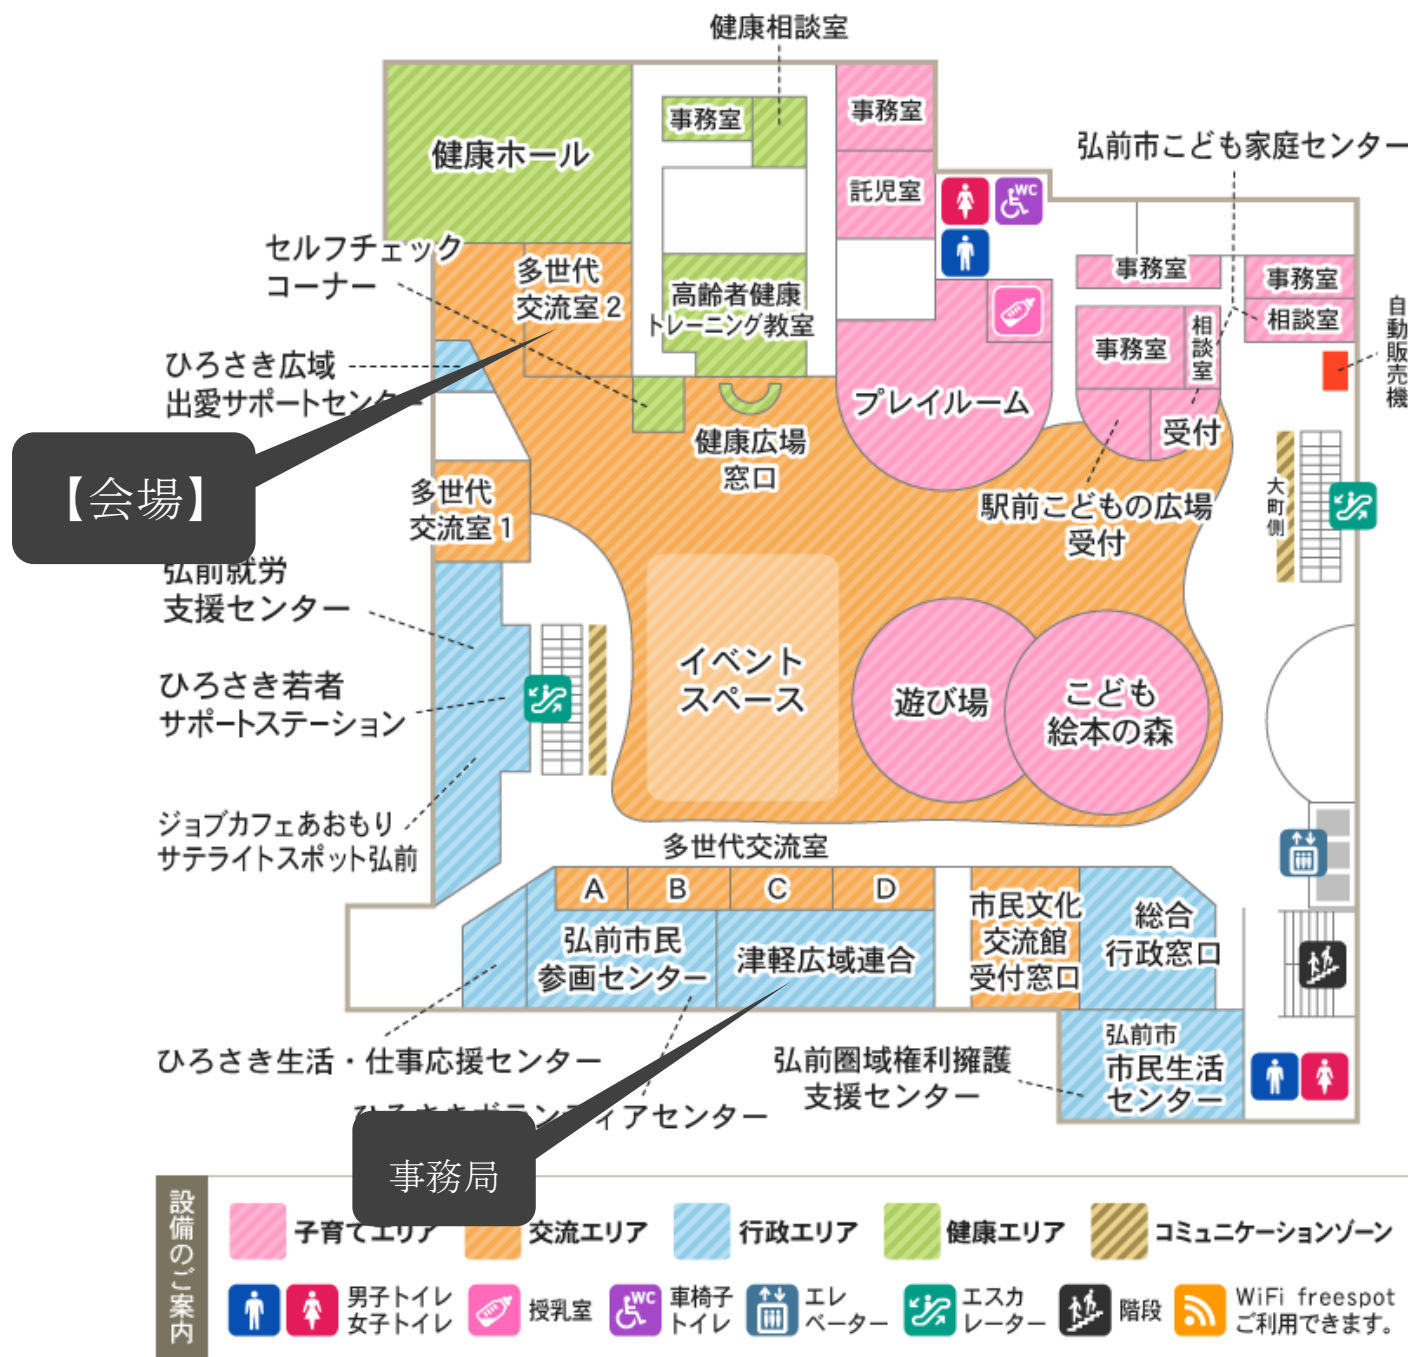 健康相談室
事務室
事務室
健康ホール
託児室
弘前市こども家庭センター
WC
セルフチェック
コーナー
多世代
交流室2
高齢者健康
トレーニング教室
事務室
事務室
相談室
事務室
相
談
室
自
動
販
売
機
ひろさき広域
出愛サポートセンター
プレイルーム
受付
健康広場
窓口
【会場】
多世代
交流室1
駅前こどもの広場
受付
大
町
側
弘前就労
支援センター
イベント
スペース
遊び場
こども
絵本の森
ひろさき若者
サポートステーション
ジョブカフェあおもり
サテライトスポット弘前
多世代交流室
A
B
C
D
弘前市民
参画センター
津軽広域連合
市民文化
交流館
受付窓口
総合
行政窓口
ひろさき生活・仕事応援センター
弘前圏域権利擁護
支援センター
弘前市
市民生活
センター
ひろさきボランティアセンター
事務局
設備のご案内
子育てエリア
交流エリア
行政エリア
健康エリア
コミュニケーションゾーン
男子トイレ
女子トイレ
授乳室
WC
車椅子
トイレ
エレ
ベーター
エスカ
レーター
階段
WiFi freespot
ご利用できます。